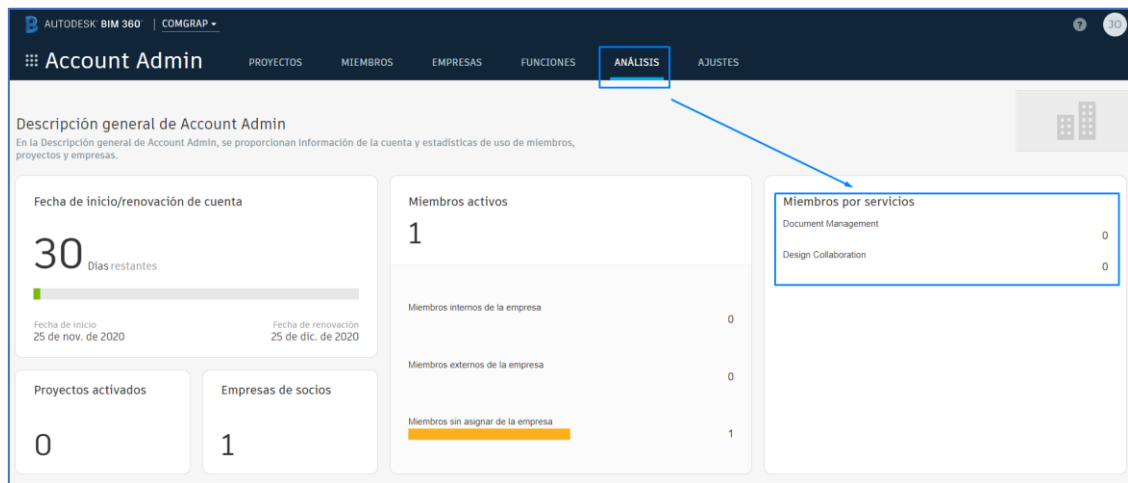 AUTODESK BIM 360 | COMGRAP
JO
Account Admin
PROYECTOS MIEMBROS EMPRESAS FUNCIONES ANÁLISIS AJUSTES
Descripción general de Account Admin
En la Descripción general de Account Admin, se proporcionan información de la cuenta y estadísticas de uso de miembros,
proyectos y empresas.
Fecha de inicio/renovación de cuenta
30 Días restantes
Fecha de inicio Fecha de renovación
25 de nov. de 2020 25 de dic. de 2020
Proyectos activados
0
Empresas de socios
1
Miembros activos
1
Miembros internos de la empresa
0
Miembros externos de la empresa
0
Miembros sin asignar de la empresa
1
Miembros por servicios
Document Management
0
Design Collaboration
0